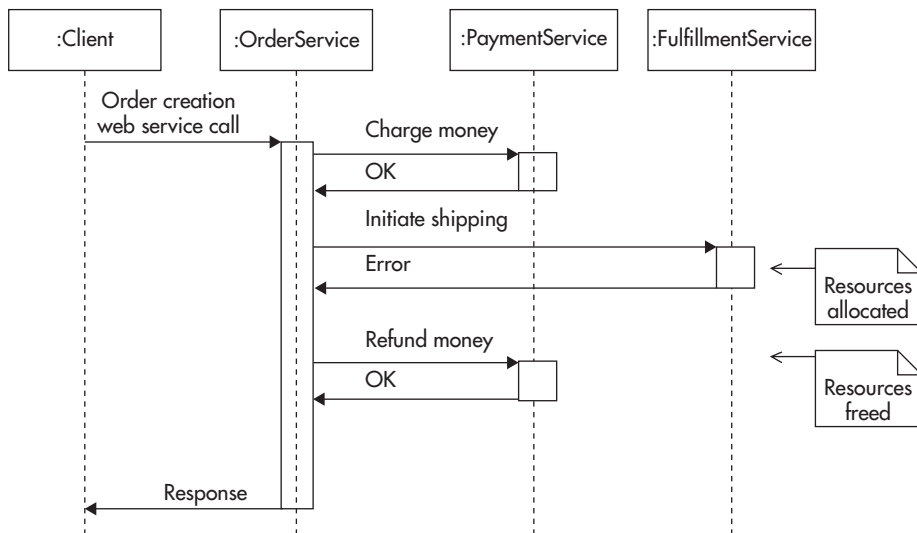 :Client
:OrderService
:PaymentService
:FulfillmentService
Order creation
web service call
Charge money
OK
Initiate shipping
Error
Resources
allocated
Refund money
OK
Resources
freed
Response